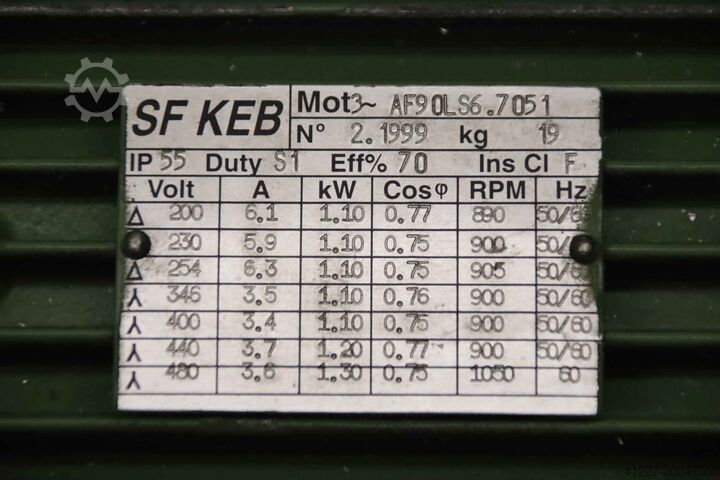 SF KEB
Mot 3~ AF90LS6.7051
N° 2.1999 kg 19
IP 55 Duty S1 Eff% 70 Ins Cl F
Volt A kW Cosφ RPM Hz
Δ 200 6.1 1.10 0.77 890 50/60
230 5.9 1.10 0.75 900 50/60
Δ 254 6.3 1.10 0.75 905 50/60
⅄ 346 3.5 1.10 0.76 900 50/60
⅄ 400 3.4 1.10 0.75 900 50/60
⅄ 440 3.7 1.20 0.77 900 50/60
⅄ 480 3.6 1.30 0.75 1050 60